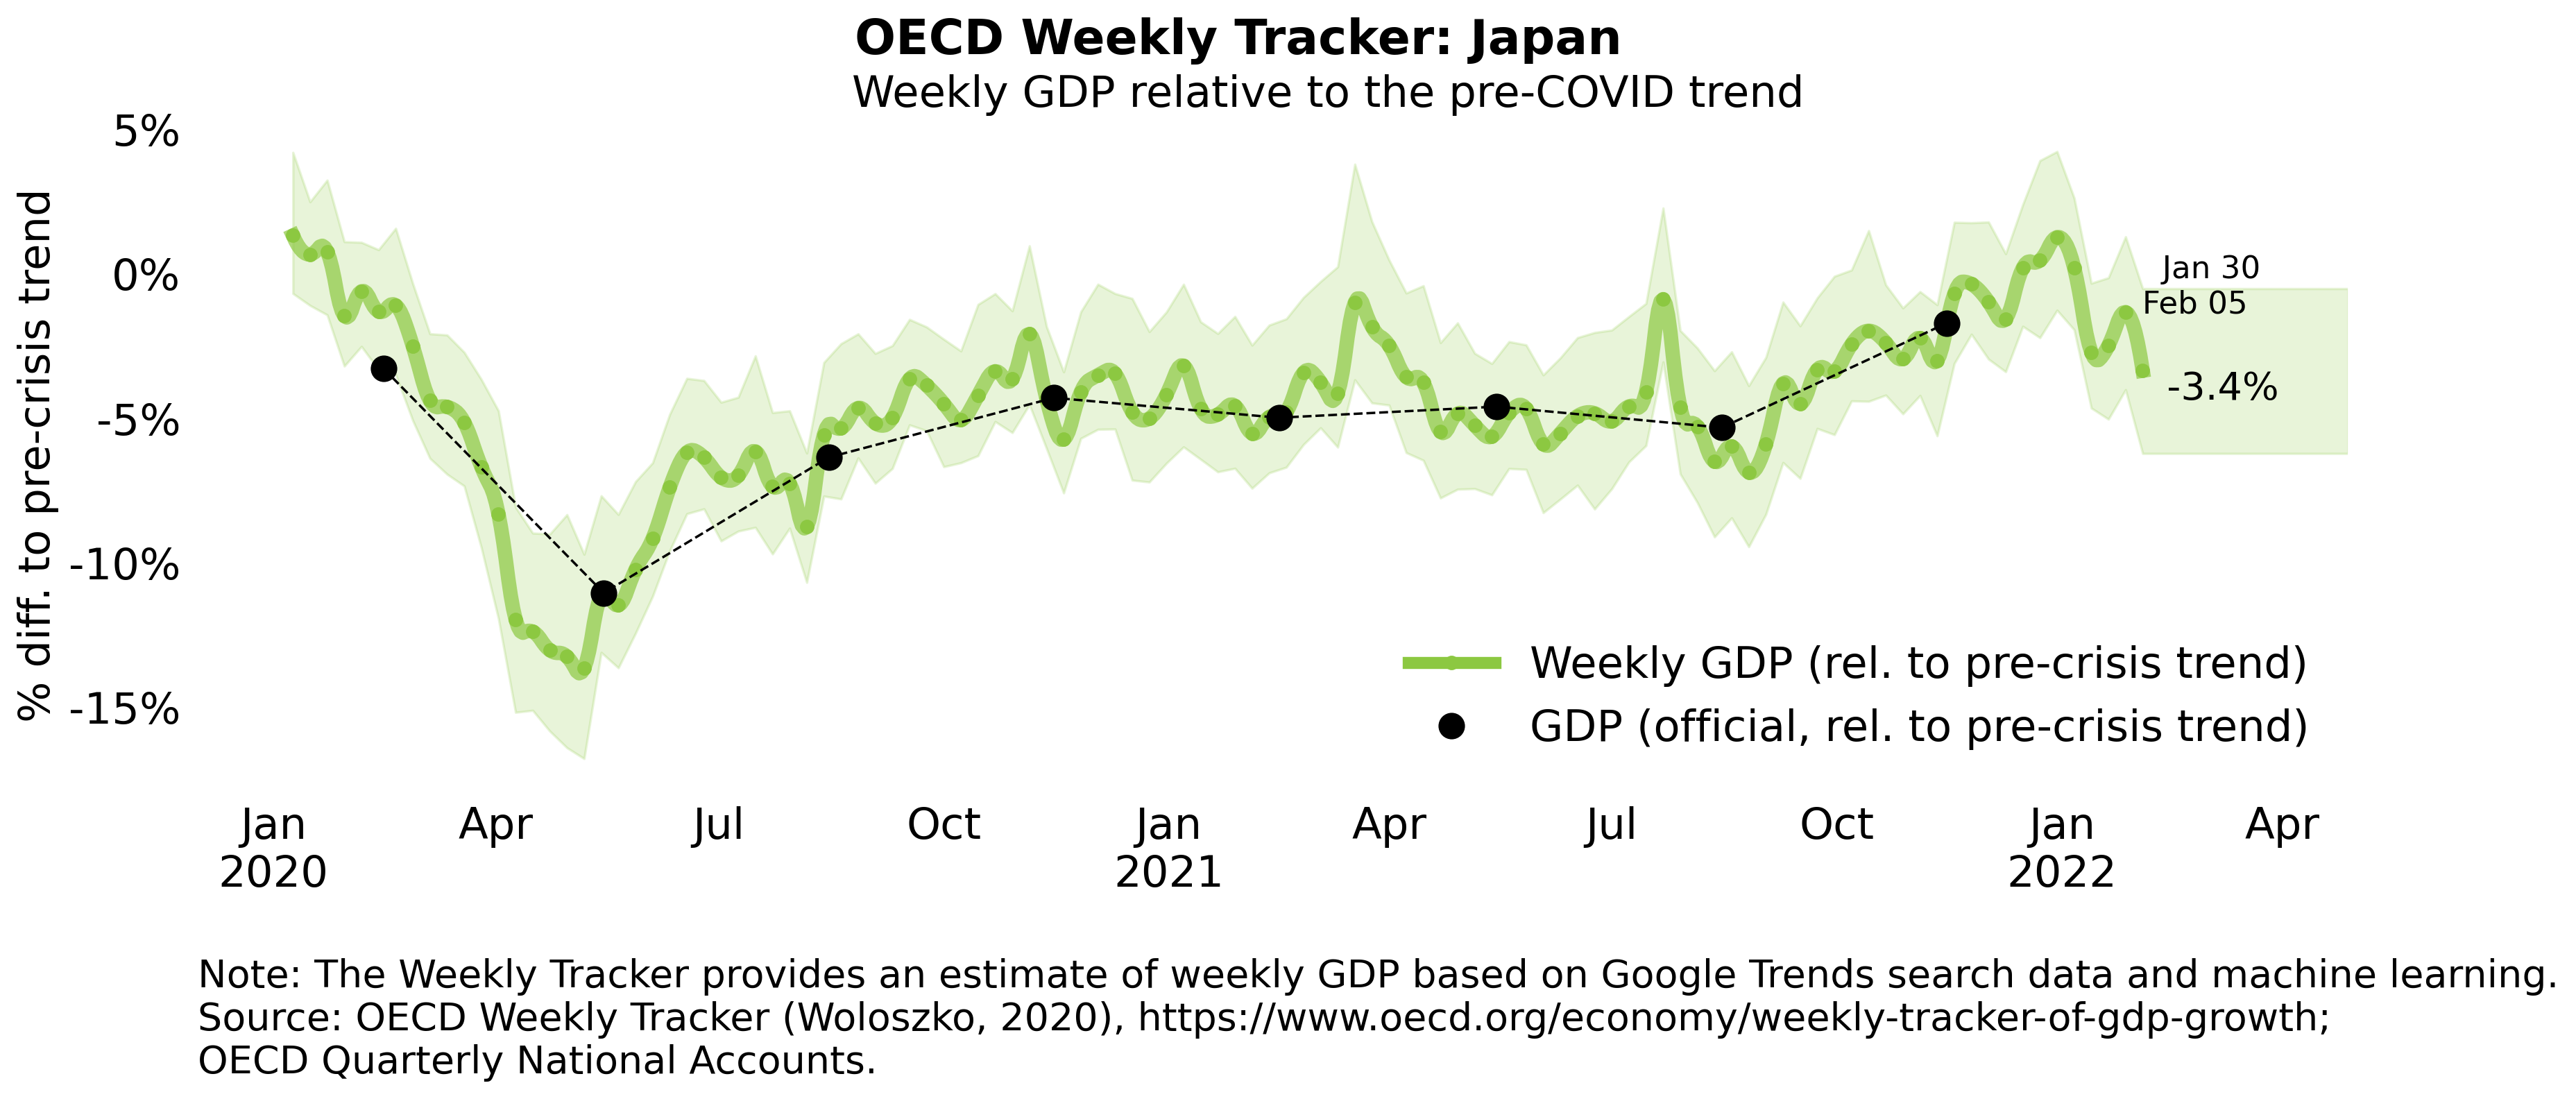 OECD Weekly Tracker: Japan
Weekly GDP relative to the pre-COVID trend
% diff. to pre-crisis trend
5%
0%
-5%
-10%
-15%
Jan 30
Feb 05
-3.4%
Weekly GDP (rel. to pre-crisis trend)
GDP (official, rel. to pre-crisis trend)
Jan Apr Jul Oct Jan Apr Jul Oct Jan Apr
2020 2021 2022
Note: The Weekly Tracker provides an estimate of weekly GDP based on Google Trends search data and machine learning.
Source: OECD Weekly Tracker (Woloszko, 2020), https://www.oecd.org/economy/weekly-tracker-of-gdp-growth;
OECD Quarterly National Accounts.